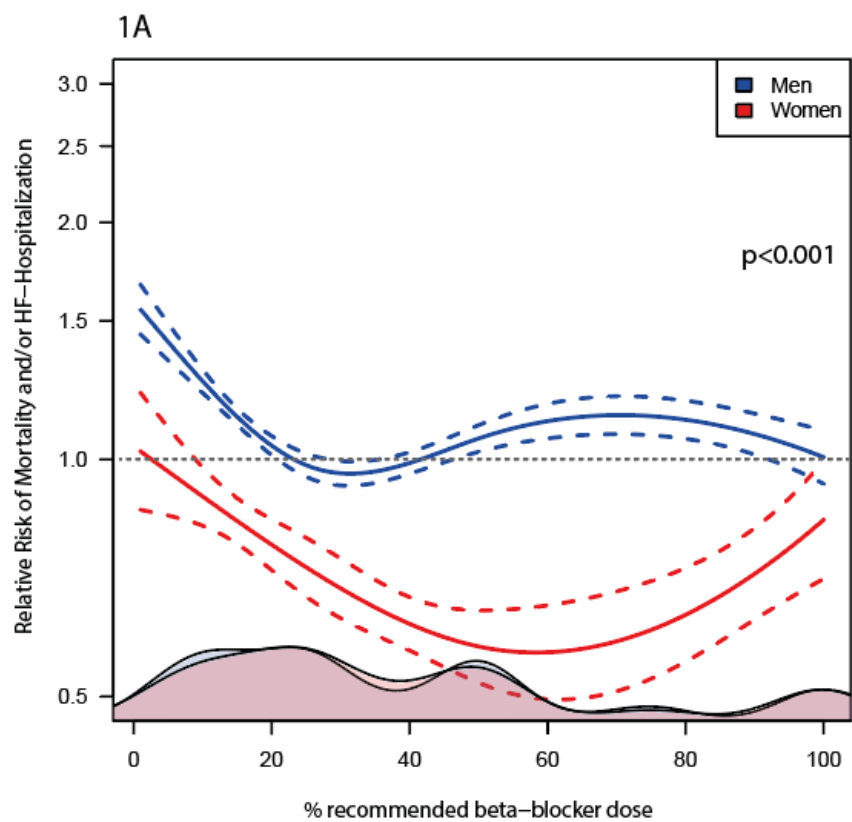 1A
Men
Women
p<0.001
Relative Risk of Mortality and/or HF−Hospitalization
3.0
2.5
2.0
1.5
1.0
0.5
0 20 40 60 80 100
% recommended beta−blocker dose